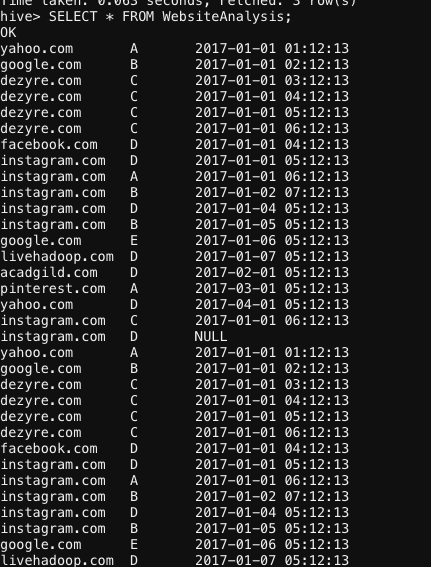 Time taken: 0.063 seconds, Fetched: 3 row(s)
hive> SELECT * FROM WebsiteAnalysis;
OK
yahoo.com A 2017-01-01 01:12:13
google.com B 2017-01-01 02:12:13
dezyre.com C 2017-01-01 03:12:13
dezyre.com C 2017-01-01 04:12:13
dezyre.com C 2017-01-01 05:12:13
dezyre.com C 2017-01-01 06:12:13
facebook.com D 2017-01-01 04:12:13
instagram.com D 2017-01-01 05:12:13
instagram.com A 2017-01-01 06:12:13
instagram.com B 2017-01-02 07:12:13
instagram.com D 2017-01-04 05:12:13
instagram.com B 2017-01-05 05:12:13
google.com E 2017-01-06 05:12:13
livehadoop.com D 2017-01-07 05:12:13
acadgild.com D 2017-02-01 05:12:13
pinterest.com A 2017-03-01 05:12:13
yahoo.com D 2017-04-01 05:12:13
instagram.com C 2017-01-01 06:12:13
instagram.com D NULL
yahoo.com A 2017-01-01 01:12:13
google.com B 2017-01-01 02:12:13
dezyre.com C 2017-01-01 03:12:13
dezyre.com C 2017-01-01 04:12:13
dezyre.com C 2017-01-01 05:12:13
dezyre.com C 2017-01-01 06:12:13
facebook.com D 2017-01-01 04:12:13
instagram.com D 2017-01-01 05:12:13
instagram.com A 2017-01-01 06:12:13
instagram.com B 2017-01-02 07:12:13
instagram.com D 2017-01-04 05:12:13
instagram.com B 2017-01-05 05:12:13
google.com E 2017-01-06 05:12:13
livehadoop.com D 2017-01-07 05:12:13